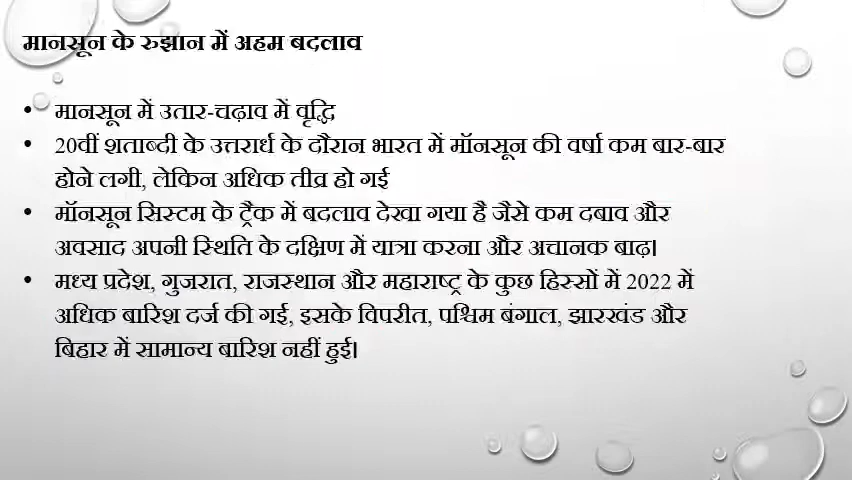 मानसून के रुझान में अहम बदलाव
• मानसून में उतार-चढ़ाव में वृद्धि
• 20वीं शताब्दी के उत्तरार्ध के दौरान भारत में मॉनसून की वर्षा कम बार-बार
होने लगी, लेकिन अधिक तीव्र हो गई
• मॉनसून सिस्टम के ट्रैक में बदलाव देखा गया है जैसे कम दबाव और
अवसाद अपनी स्थिति के दक्षिण में यात्रा करना और अचानक बाढ़।
• मध्य प्रदेश, गुजरात, राजस्थान और महाराष्ट्र के कुछ हिस्सों में 2022 में
अधिक बारिश दर्ज की गई, इसके विपरीत, पश्चिम बंगाल, झारखंड और
बिहार में सामान्य बारिश नहीं हुई।